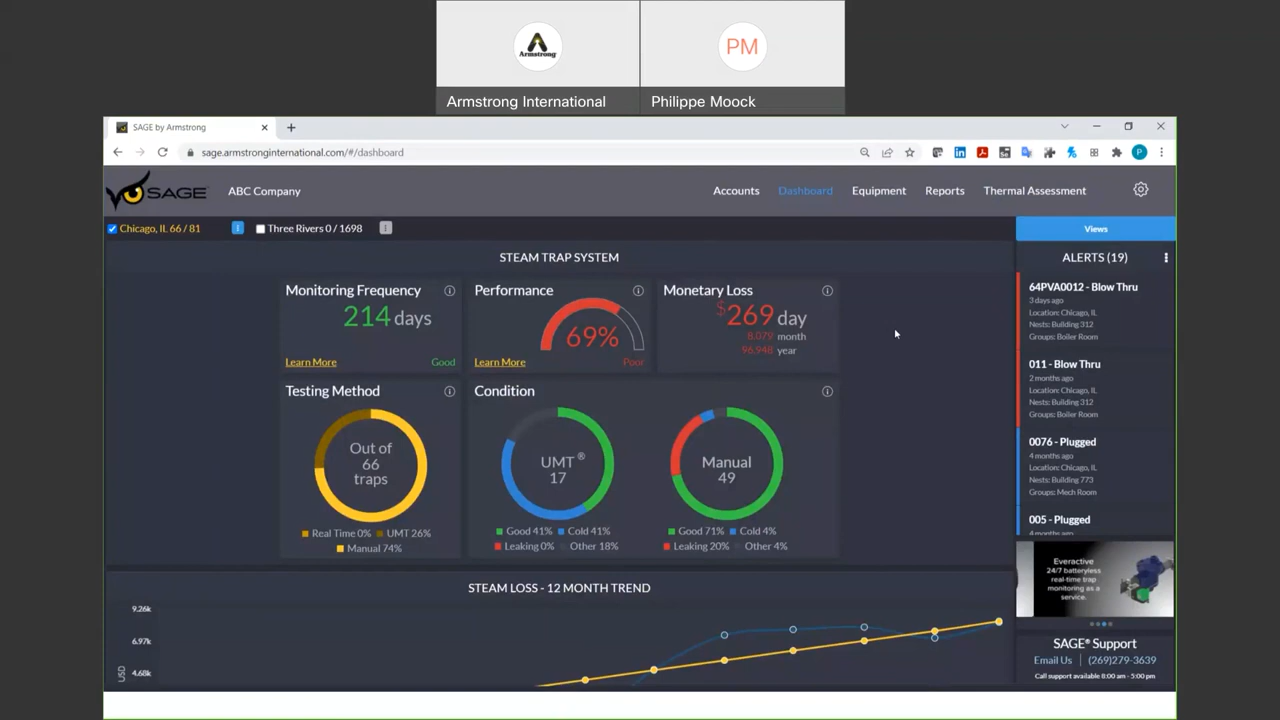 Armstrong
PM
Armstrong International
Philippe Moock
SAGE by Armstrong
sage.armstronginternational.com/#/dashboard
P
SAGE
ABC Company
Accounts
Dashboard
Equipment
Reports
Thermal Assessment
Chicago, IL 66 / 81
Three Rivers 0 / 1698
Views
STEAM TRAP SYSTEM
Monitoring Frequency
214 days
Learn More
Good
Performance
69%
Learn More
Poor
Monetary Loss
$269 day
8,079 month
96,948 year
Testing Method
Out of
66
traps
Real Time 0% UMT 26%
Manual 74%
Condition
UMT ®
17
Good 41% Cold 41%
Leaking 0% Other 18%
Manual
49
Good 71% Cold 4%
Leaking 20% Other 4%
STEAM LOSS - 12 MONTH TREND
9.26k
6.97k
4.68k
USD
ALERTS (19)
64PVA0012 - Blow Thru
3 days ago
Location: Chicago, IL
Nests: Building 312
Groups: Boiler Room
011 - Blow Thru
2 months ago
Location: Chicago, IL
Nests: Building 312
Groups: Boiler Room
0076 - Plugged
4 months ago
Location: Chicago, IL
Nests: Building 773
Groups: Mech Room
005 - Plugged
4 months ago
Everactive
24/7 batteryless
real-time trap
monitoring as a
service.
SAGE® Support
Email Us | (269)279-3639
Call support available 8:00 am - 5:00 pm